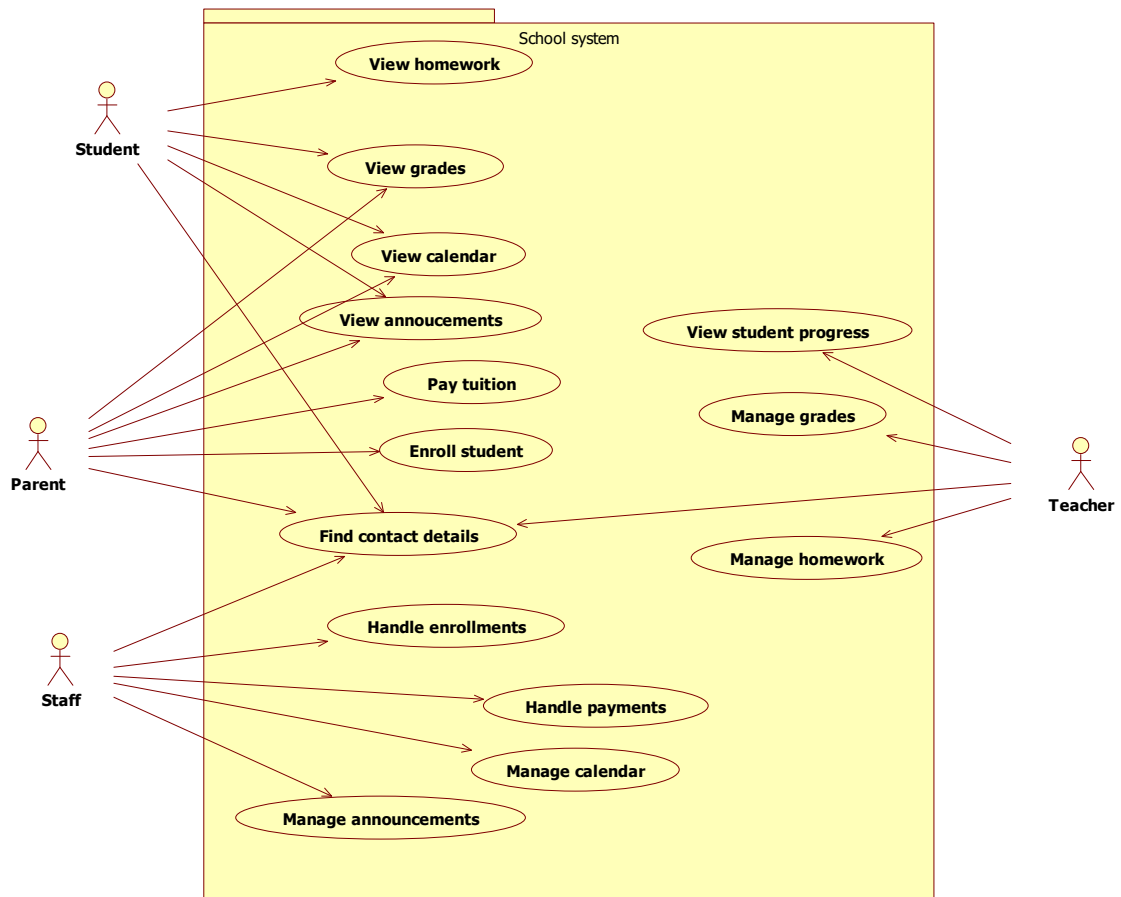 School system
View homework
Student
View grades
View calendar
View annoucements
View student progress
Pay tuition
Manage grades
Enroll student
Parent
Teacher
Find contact details
Manage homework
Handle enrollments
Staff
Handle payments
Manage calendar
Manage announcements